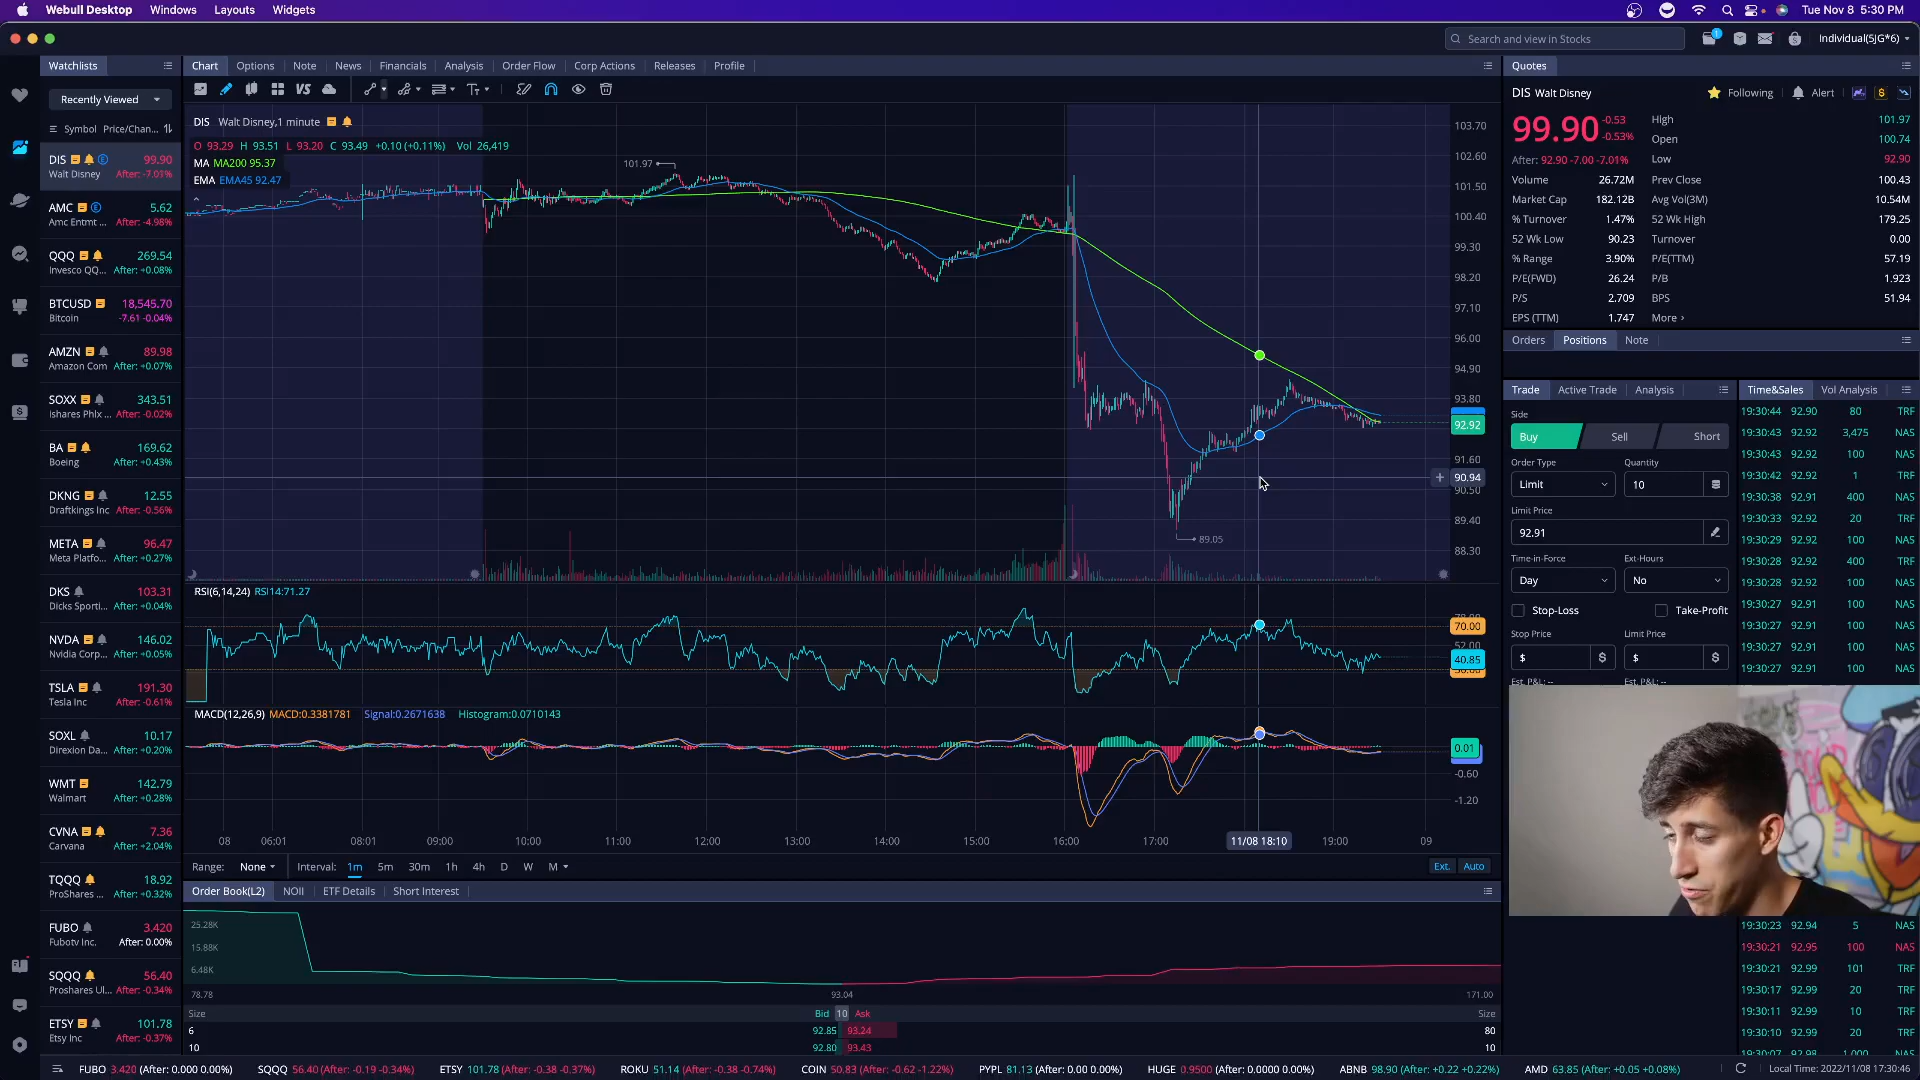 Webull Desktop Windows Layouts Widgets
Tue Nov 8 5:30 PM
Search and view in Stocks
1
Individual(5JG*6)
Watchlists
Chart Options Note News Financials Analysis Order Flow Corp Actions Releases Profile
Quotes
Recently Viewed
VS
Symbol Price/Chan...
DIS 99.90
Walt Disney After: -7.01%
AMC 5.62
Amc Entmt ... After: -4.98%
QQQ 269.54
Invesco QQ... After: +0.08%
BTCUSD 18,545.70
Bitcoin -7.61 -0.04%
AMZN 89.98
Amazon Com After: +0.07%
SOXX 343.51
Ishares Phlx ... After: -0.02%
BA 169.62
Boeing After: +0.43%
DKNG 12.55
Draftkings Inc After: -0.56%
META 96.47
Meta Platfo... After: +0.27%
DKS 103.31
Dicks Sporti... After: +0.04%
NVDA 146.02
Nvidia Corp... After: +0.05%
TSLA 191.30
Tesla Inc After: -0.61%
SOXL 10.17
Direxion Da... After: +0.20%
WMT 142.79
Walmart After: +0.28%
CVNA 7.36
Carvana After: +2.04%
TQQQ 18.92
ProShares ... After: +0.32%
FUBO 3.420
Fubotv Inc. After: 0.00%
SQQQ 56.40
Proshares Ul... After: -0.34%
ETSY 101.78
Etsy Inc After: -0.37%
DIS Walt Disney,1 minute
O 93.29 H 93.51 L 93.20 C 93.49 +0.10 (+0.11%) Vol 26,419
MA MA200 95.37
EMA EMA45 92.47
101.97
89.05
103.70
102.60
101.50
100.40
99.30
98.20
97.10
96.00
94.90
93.80
92.92
91.60
90.94
90.50
89.40
88.30
RSI(6,14,24) RSI14:71.27
70.00
52.00
40.85
MACD(12,26,9) MACD:0.3381781 Signal:0.2671638 Histogram:0.0710143
0.01
-0.60
-1.20
08 06:01 08:01 09:00 10:00 11:00 12:00 13:00 14:00 15:00 16:00 17:00 11/08 18:10 19:00 09
Range: None Interval: 1m 5m 30m 1h 4h D W M
Ext. Auto
Order Book(L2) NOII ETF Details Short Interest
25.28K
15.88K
6.48K
78.78 93.04 171.00
Size Bid 10 Ask Size
6 92.85 93.24 80
10 92.80 93.43 10
DIS Walt Disney Following Alert
99.90 -0.53
-0.53%
After: 92.90 -7.00 -7.01%
High 101.97
Open 100.74
Low 92.90
Volume 26.72M Prev Close 100.43
Market Cap 182.12B Avg Vol(3M) 10.54M
% Turnover 1.47% 52 Wk High 179.25
52 Wk Low 90.23 Turnover 0.00
% Range 3.90% P/E(TTM) 57.19
P/E(FWD) 26.24 P/B 1.923
P/S 2.709 BPS 51.94
EPS (TTM) 1.747 More
Orders Positions Note
Trade Active Trade Analysis
Side
Buy Sell Short
Order Type Quantity
Limit 10
Limit Price
92.91
Time-in-Force Ext-Hours
Day No
Stop-Loss Take-Profit
Stop Price Limit Price
$ $ $ $
Est. P&L: -- Est. P&L: --
Time&Sales Vol Analysis
19:30:44 92.90 80 TRF
19:30:43 92.92 3,475 NAS
19:30:43 92.92 100 NAS
19:30:42 92.92 1 TRF
19:30:38 92.91 400 NAS
19:30:33 92.92 20 TRF
19:30:29 92.92 100 NAS
19:30:28 92.92 400 TRF
19:30:28 92.92 100 NAS
19:30:27 92.91 100 NAS
19:30:27 92.91 100 NAS
19:30:27 92.91 100 NAS
19:30:27 92.91 100 NAS
19:30:23 92.94 5 NAS
19:30:21 92.95 100 NAS
19:30:21 92.99 101 TRF
19:30:17 92.99 20 TRF
19:30:11 92.99 10 TRF
19:30:10 92.99 20 TRF
19:30:07 92.98 1,000 NAS
FUBO 3.420 (After: 0.000 0.00%) SQQQ 56.40 (After: -0.19 -0.34%) ETSY 101.78 (After: -0.38 -0.37%) ROKU 51.14 (After: -0.38 -0.74%) COIN 50.83 (After: -0.62 -1.22%) PYPL 81.13 (After: 0.00 0.00%) HUGE 0.9500 (After: 0.0000 0.00%) ABNB 98.90 (After: +0.22 +0.22%) AMD 63.85 (After: +0.05 +0.08%) Local Time: 2022/11/08 17:30:46